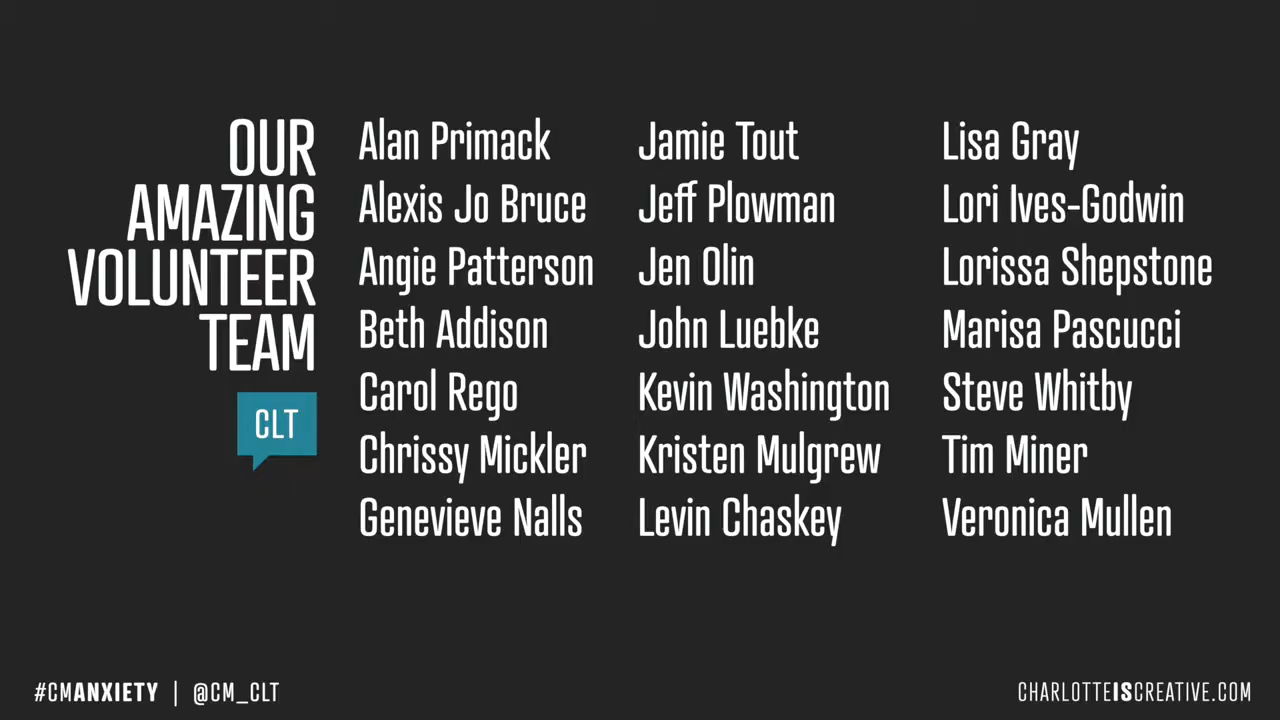 OUR
AMAZING
VOLUNTEER
TEAM
CLT
Alan Primack
Alexis Jo Bruce
Angie Patterson
Beth Addison
Carol Rego
Chrissy Mickler
Genevieve Nalls
Jamie Tout
Jeff Plowman
Jen Olin
John Luebke
Kevin Washington
Kristen Mulgrew
Levin Chaskey
Lisa Gray
Lori Ives-Godwin
Lorissa Shepstone
Marisa Pascucci
Steve Whitby
Tim Miner
Veronica Mullen
#CMANXIETY | @CM_CLT
CHARLOTTEISCREATIVE.COM